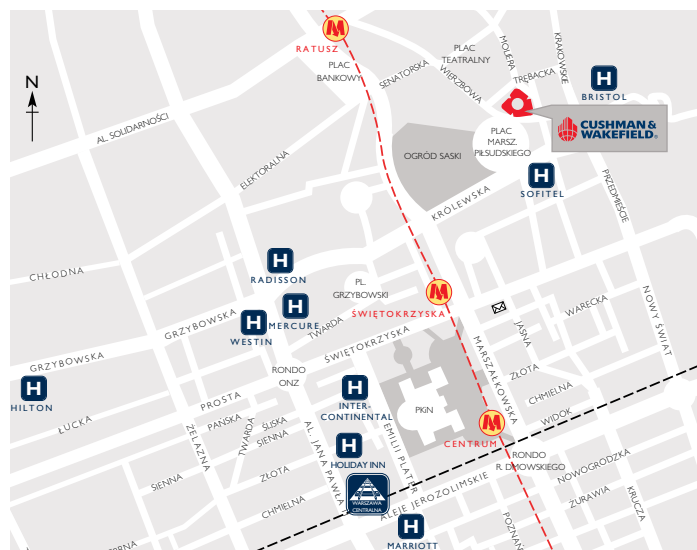 RATUSZ
PLAC
BANKOWY
SENATORSKA
PLAC
TEATRALNY
WIERZBOWA
MOLIERA
TRĘBACKA
KRAKOWSKIE
H
BRISTOL
CUSHMAN &
WAKEFIELD®
N
AL. SOLIDARNOŚCI
ELEKTORALNA
OGRÓD SASKI
PLAC
MARSZ.
PIŁSUDSKIEGO
H
SOFITEL
KRÓLEWSKA
PRZEDMIEŚCIE
CHŁODNA
H
RADISSON
PL.
GRZYBOWSKI
H
MERCURE
H
WESTIN
TWARDA
ŚWIĘTOKRZYSKA
GRZYBOWSKA
ŚWIĘTOKRZYSKA
MARSZAŁKOWSKA
JASNA
WARECKA
NOWY ŚWIAT
GRZYBOWSKA
H
HILTON
RONDO
ONZ
H
INTER-
CONTINENTAL
PKIN
ZŁOTA
CHMIELNA
WIDOK
ŁUCKA
PROSTA
PAŃSKA
ŚLISKA
SIENNA
TWARDA
ŻELAZNA
AL. JANA PAWŁA
EMILII PLATER
H
HOLIDAY INN
CENTRUM
RONDO
R. DMOWSKIEGO
SIENNA
ZŁOTA
CHMIELNA
WARSZAWA
CENTRALNA
ALEJE JEROZOLIMSKIE
NOWOGRODZKA
ŻURAWIA
KRUCZA
POZNAŃ
H
MARRIOTT